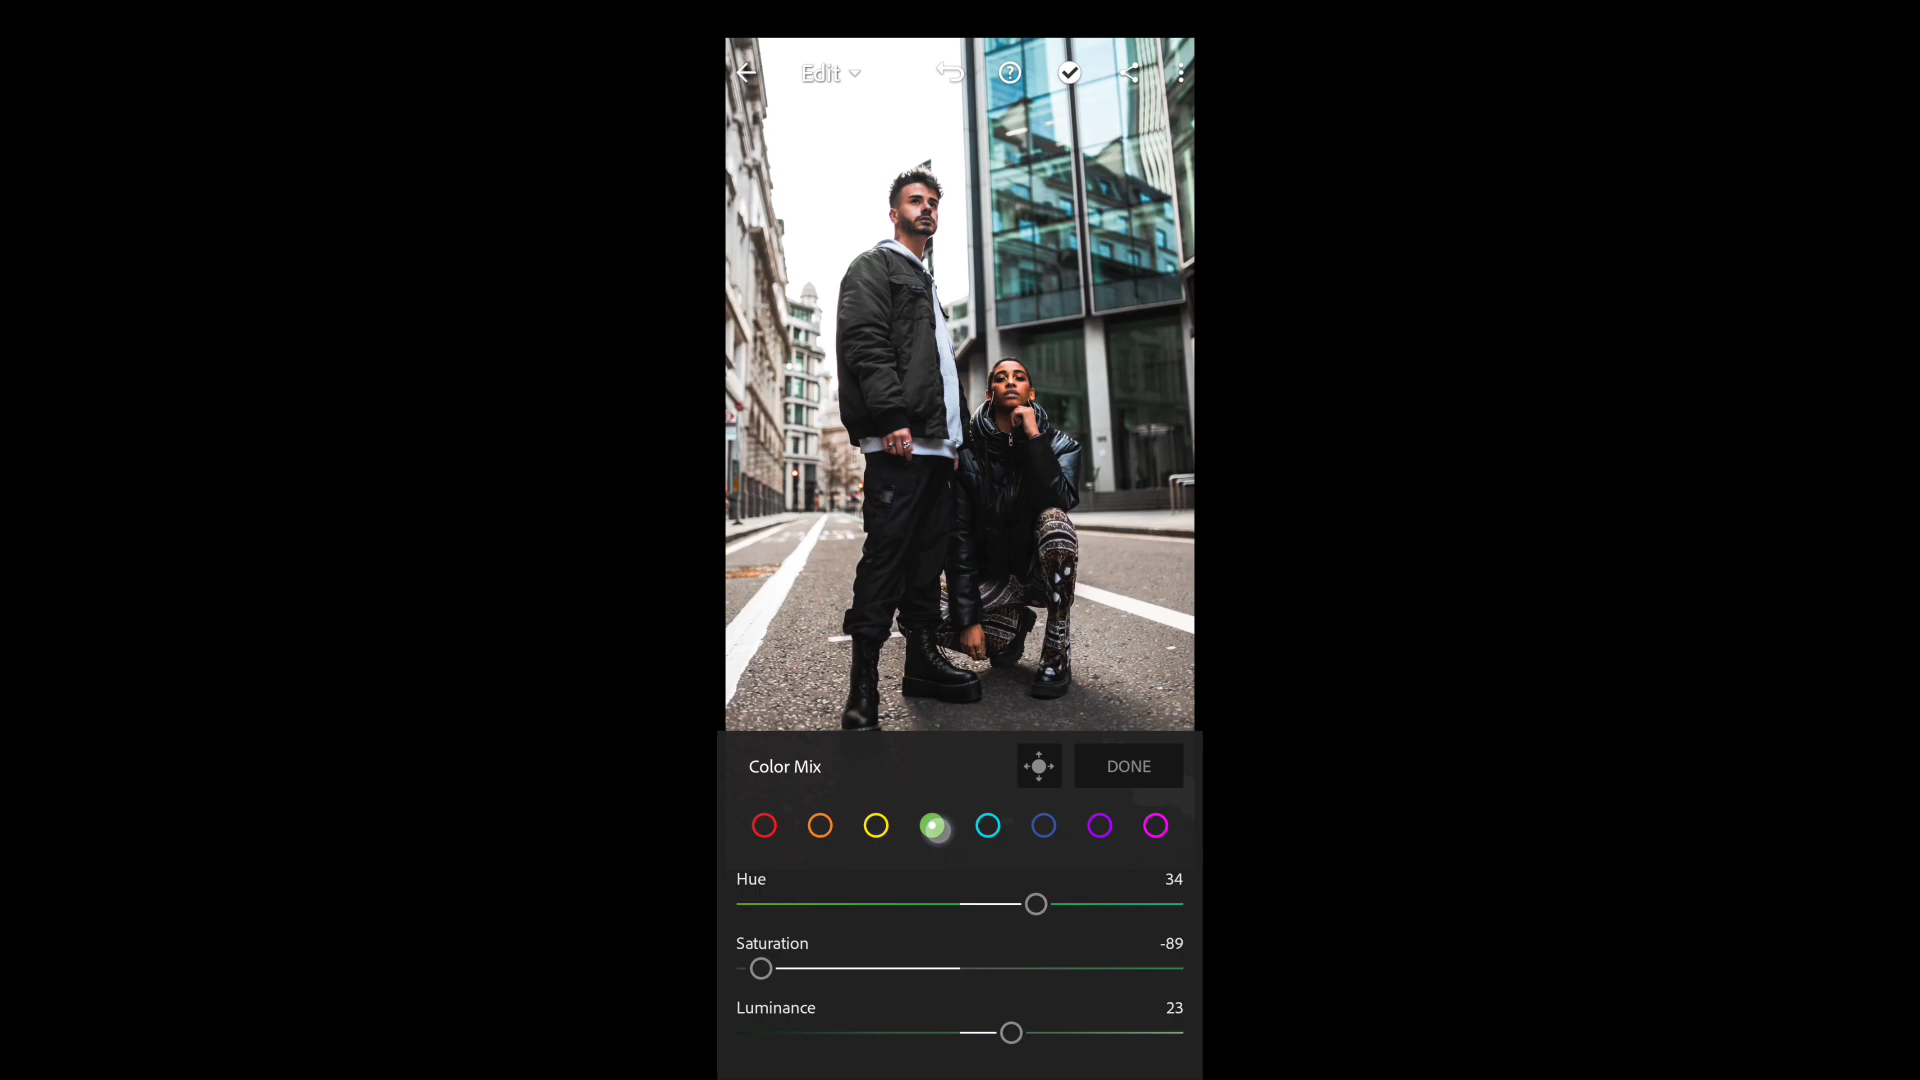 Edit
Color Mix
DONE
Hue
34
Saturation
-89
Luminance
23